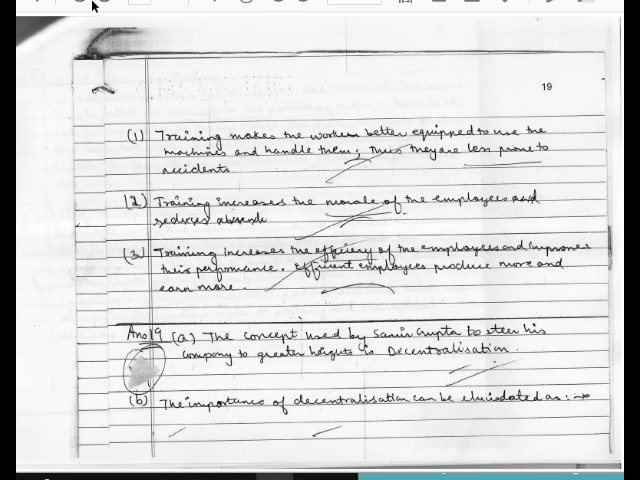 19
(1) Training makes the workers better equipped to use the
machines and handle them; thus they are less prone to
accidents
(2) Training increases the morale of the employees and
reduces
(3) Training increases the efficiency of the employees and improves
their performance. Efficient employees produce more and
earn more.
Ans 19 (a) The concept used by Samir Gupta to steer his
company to greater heights is Decentralisation.
(b) The importance of decentralisation can be elucidated as :→